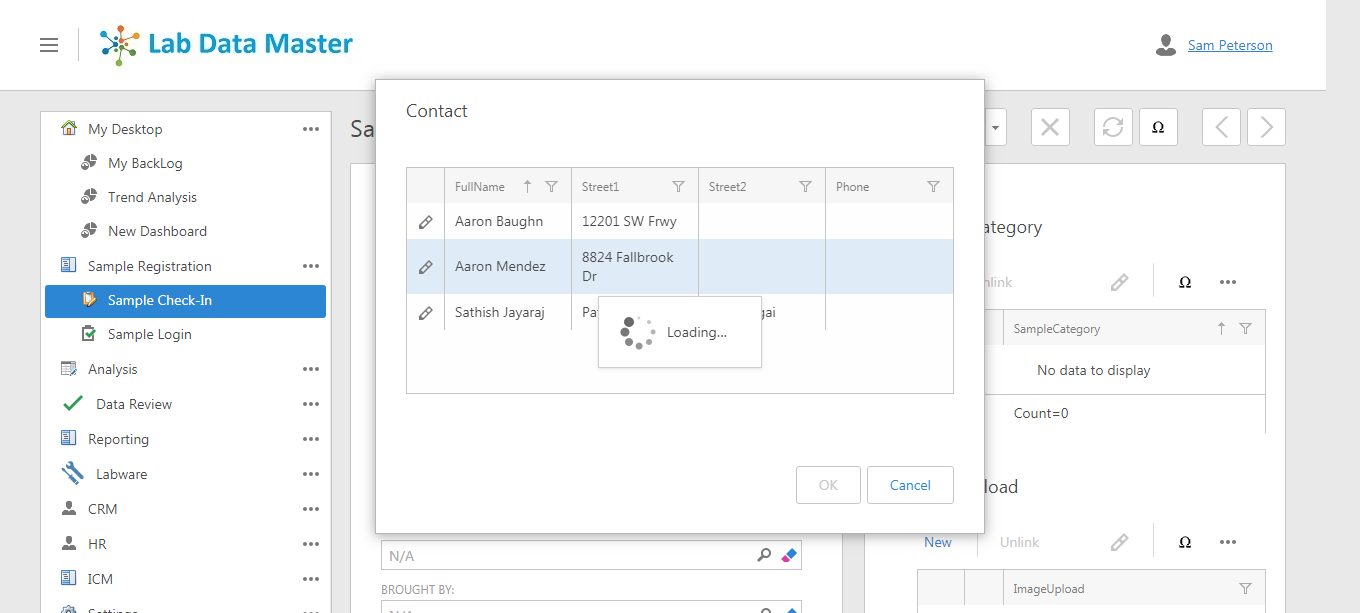 Lab Data Master
Sam Peterson
My Desktop
My BackLog
Trend Analysis
New Dashboard
Sample Registration
Sample Check-In
Sample Login
Analysis
Data Review
Reporting
Labware
CRM
HR
ICM
Sa
Contact
FullName Street1 Street2 Phone
Aaron Baughn 12201 SW Frwy
Aaron Mendez 8824 Fallbrook
Dr
Sathish Jayaraj Pa gai
Loading...
OK Cancel
N/A
BROUGHT BY:
Ω
ategory
nlink Ω
SampleCategory
No data to display
Count=0
load
New Unlink Ω
ImageUpload